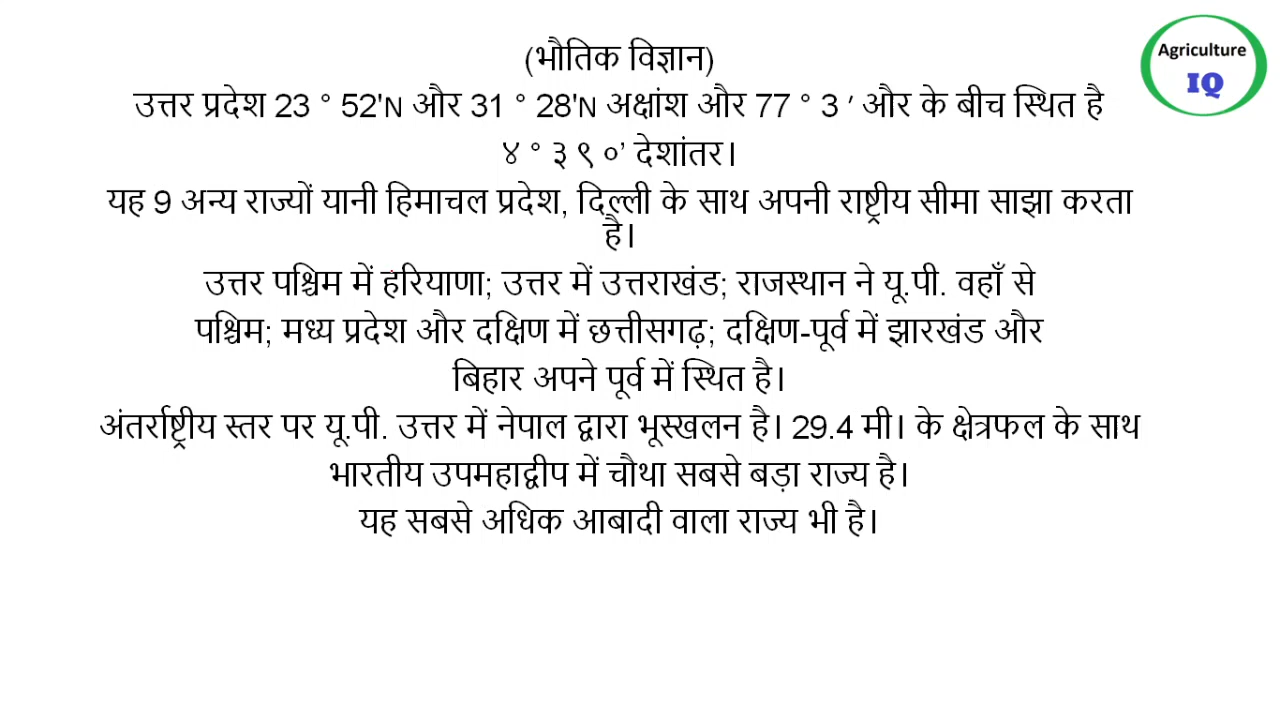 Agriculture
IQ
(भौतिक विज्ञान)
उत्तर प्रदेश 23 ° 52'N और 31 ° 28'N अक्षांश और 77 ° 3 ′ और के बीच स्थित है
४ ° ३ ९ ०’ देशांतर।
यह 9 अन्य राज्यों यानी हिमाचल प्रदेश, दिल्ली के साथ अपनी राष्ट्रीय सीमा साझा करता
है।
उत्तर पश्चिम में हरियाणा; उत्तर में उत्तराखंड; राजस्थान ने यू.पी. वहाँ से
पश्चिम; मध्य प्रदेश और दक्षिण में छत्तीसगढ़; दक्षिण-पूर्व में झारखंड और
बिहार अपने पूर्व में स्थित है।
अंतर्राष्ट्रीय स्तर पर यू.पी. उत्तर में नेपाल द्वारा भूस्खलन है। 29.4 मी। के क्षेत्रफल के साथ
भारतीय उपमहाद्वीप में चौथा सबसे बड़ा राज्य है।
यह सबसे अधिक आबादी वाला राज्य भी है।